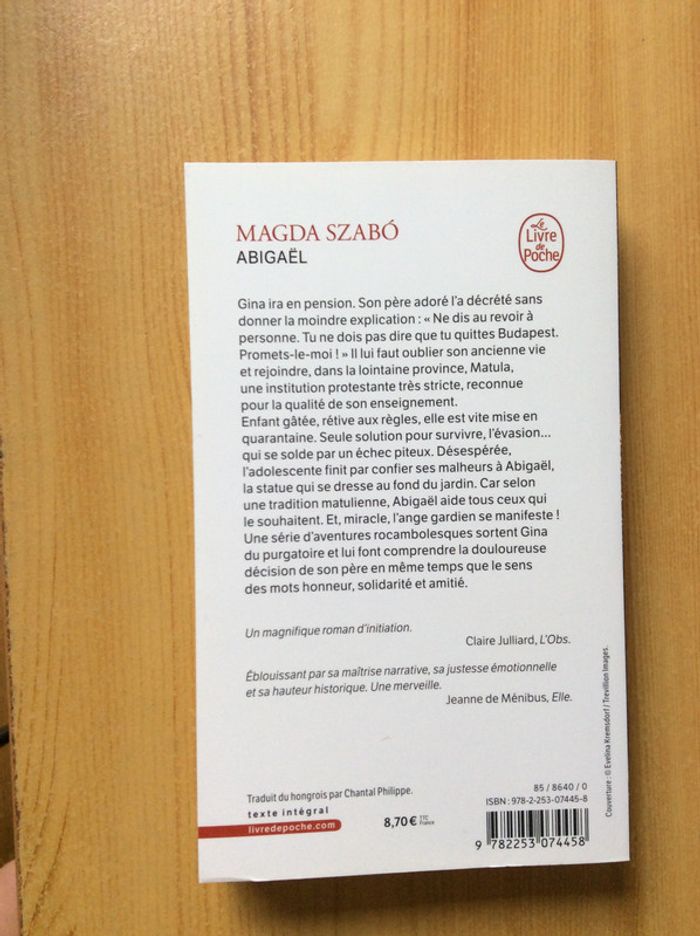 MAGDA SZABÓ
ABIGAËL
Le
Livre
de
Poche
Gina ira en pension. Son père adoré l'a décrété sans
donner la moindre explication : « Ne dis au revoir à
personne. Tu ne dois pas dire que tu quittes Budapest.
Promets-le-moi ! » Il lui faut oublier son ancienne vie
et rejoindre, dans la lointaine province, Matula,
une institution protestante très stricte, reconnue
pour la qualité de son enseignement.
Enfant gâtée, rétive aux règles, elle est vite mise en
quarantaine. Seule solution pour survivre, l'évasion…
qui se solde par un échec piteux. Désespérée,
l'adolescente finit par confier ses malheurs à Abigaël,
la statue qui se dresse au fond du jardin. Car selon
une tradition matulienne, Abigaël aide tous ceux qui
le souhaitent. Et, miracle, l'ange gardien se manifeste !
Une série d'aventures rocambolesques sortent Gina
du purgatoire et lui font comprendre la douloureuse
décision de son père en même temps que le sens
des mots honneur, solidarité et amitié.
Un magnifique roman d'initiation.
Claire Julliard, L'Obs.
Éblouissant par sa maîtrise narrative, sa justesse émotionnelle
et sa hauteur historique. Une merveille.
Jeanne de Ménibus, Elle.
Couverture : © Evelina Kremsdorf / Trevillion Images.
Traduit du hongrois par Chantal Philippe.
texte intégral
livredepoche.com
8,70 € TTC
France
85 / 8640 / 0
ISBN : 978-2-253-07445-8
9 782253 074458